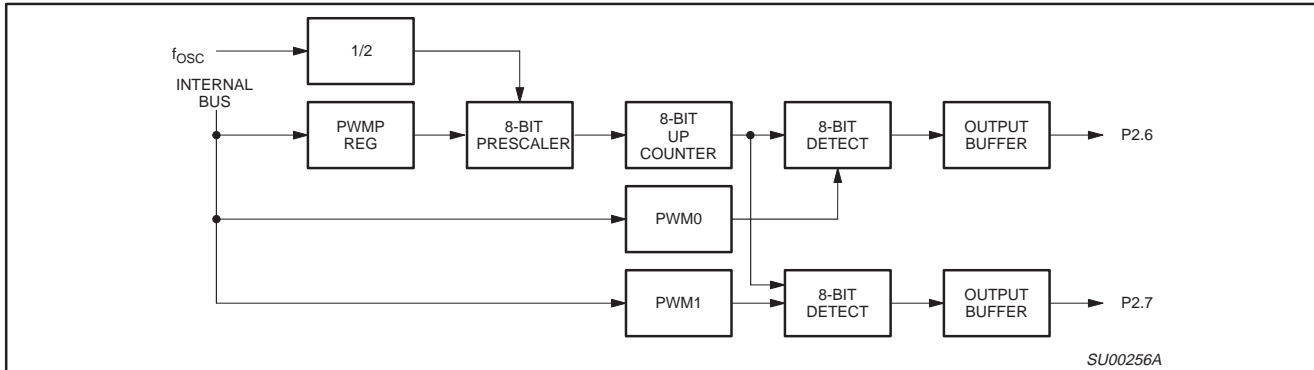 fOSC
1/2
INTERNAL
BUS
PWMP
REG
8-BIT
PRESCALER
8-BIT
UP
COUNTER
8-BIT
DETECT
OUTPUT
BUFFER
P2.6
PWM0
PWM1
8-BIT
DETECT
OUTPUT
BUFFER
P2.7
SU00256A